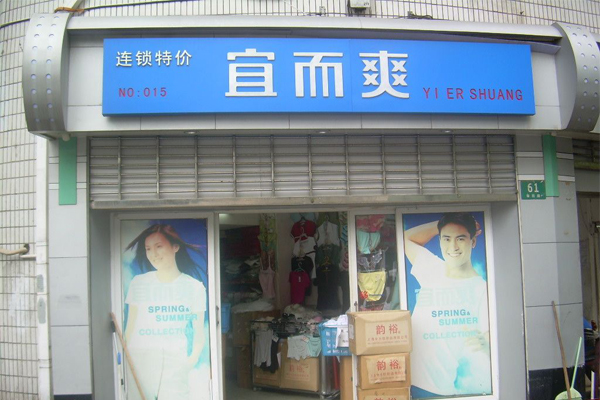 连锁特价
NO:015
宜而爽
YI ER SHUANG
61
SPRING&
SUMMER
COLLECTION
SPRING&
SUMMER
COLLECTION
韵裕
韵裕